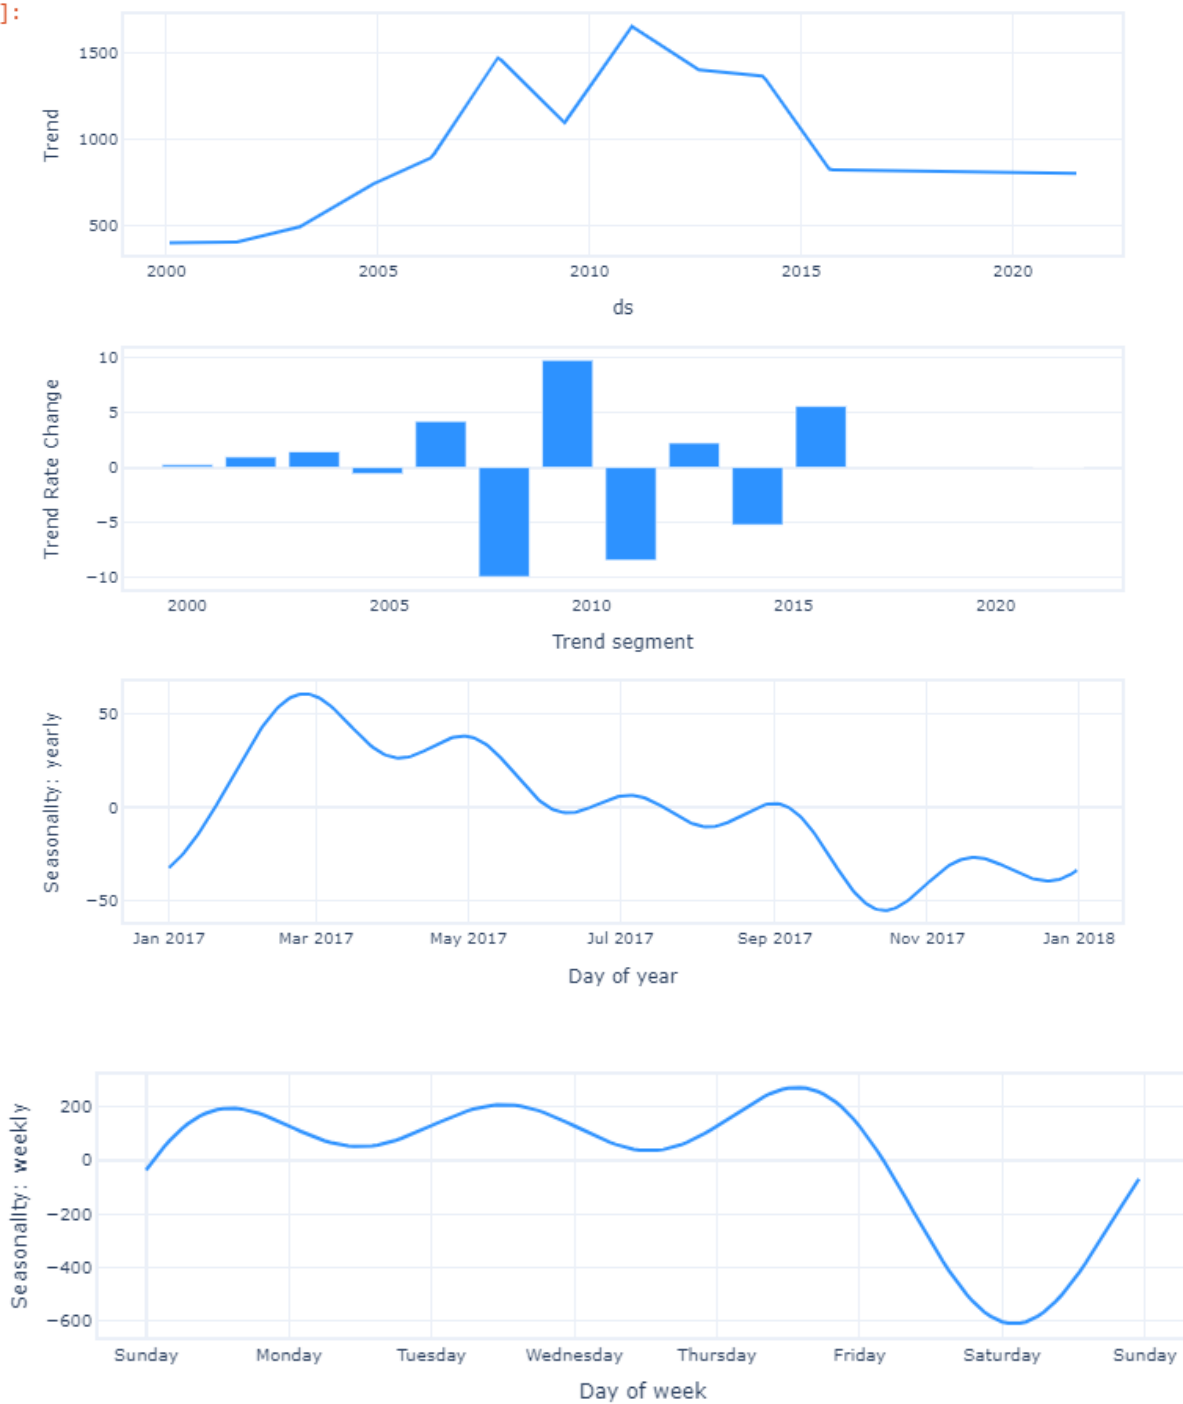 ]:
1500
1000
500
Trend
2000 2005 2010 2015 2020
ds
10
5
0
−5
−10
Trend Rate Change
2000 2005 2010 2015 2020
Trend segment
50
0
−50
Seasonality: yearly
Jan 2017 Mar 2017 May 2017 Jul 2017 Sep 2017 Nov 2017 Jan 2018
Day of year
200
0
−200
−400
−600
Seasonality: weekly
Sunday Monday Tuesday Wednesday Thursday Friday Saturday Sunday
Day of week